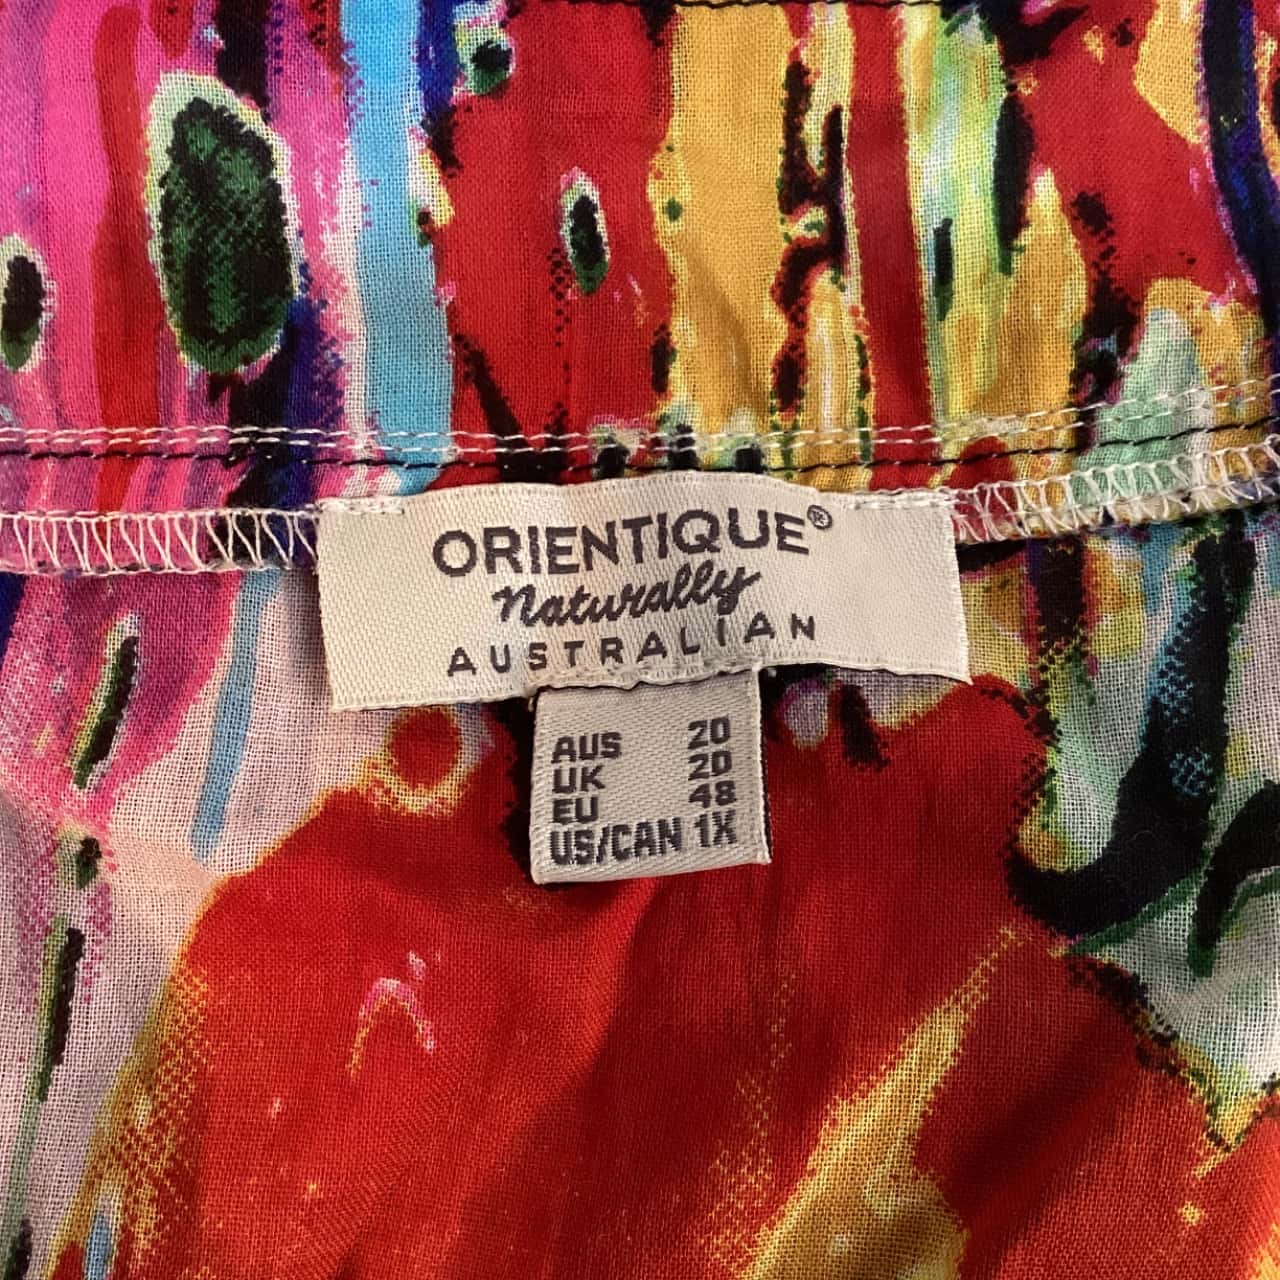 ORIENTIQUE®
Naturally
AUSTRALIAN
AUS 20
UK 20
EU 48
US/CAN 1X